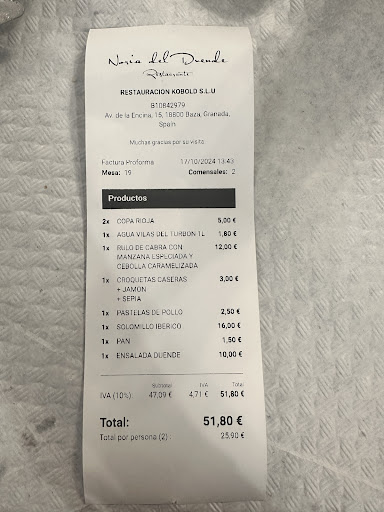 Noria del Duende
Restaurante
RESTAURACION KOBOLD S.L.U
B10842979
Av. de la Encina, 15, 18800 Baza, Granada,
Spain
Muchas gracias por su visita
Factura Proforma 17/10/2024 13:43
Mesa: 19 Comensales: 2
Productos
2x COPA RIOJA 5,00 €
1x AGUA VILAS DEL TURBON 1L 1,80 €
1x RULO DE CABRA CON 12,00 €
MANZANA ESPECIADA Y
CEBOLLA CARAMELIZADA
1x CROQUETAS CASERAS 3,00 €
+ JAMON
+ SEPIA
1x PASTELAS DE POLLO 2,50 €
1x SOLOMILLO IBERICO 16,00 €
1x PAN 1,50 €
1x ENSALADA DUENDE 10,00 €
Subtotal IVA Total
IVA (10%): 47,09 € 4,71 € 51,80 €
Total: 51,80 €
Total por persona (2): 25,90 €